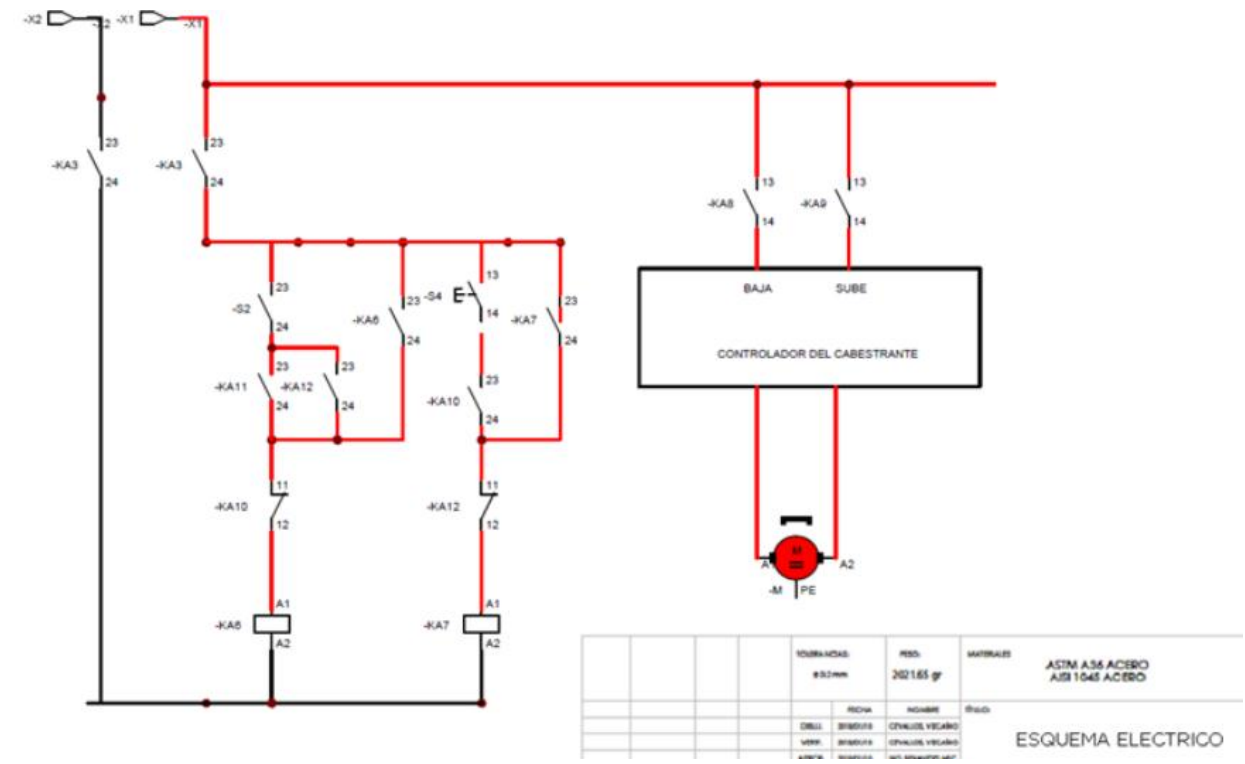 -X2
-X1
-X1
23
-KA3
24
23
-KA3
24
13
-KA8
14
13
-KA9
14
BAJA
SUBE
CONTROLADOR DEL CABESTRANTE
23
-S2
24
23
-KA6
24
13
-S4
14
23
-KA7
24
23
-KA11
24
23
-KA12
24
23
-KA10
24
11
-KA10
12
11
-KA12
12
M
A2
-M
PE
A1
-KA6
A2
A1
-KA7
A2
PESO:
MATERIALES
2021.65 gr
ASTM A36 ACERO
AISI 1045 ACERO
FECHA
NOMBRE
ESQUEMA ELECTRICO